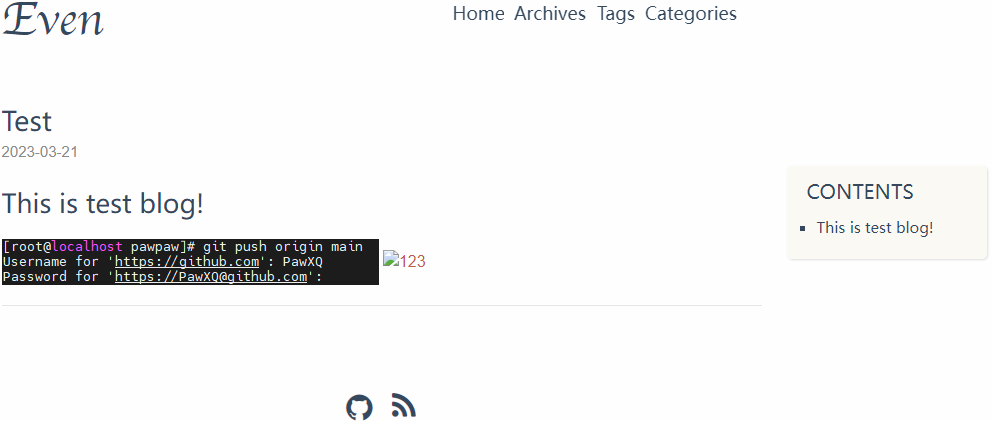 Even
Home Archives Tags Categories
Test
2023-03-21
This is test blog!
[root@localhost pawpaw]# git push origin main
Username for 'https://github.com': PawXQ
Password for 'https://PawXQ@github.com':
123
CONTENTS
This is test blog!